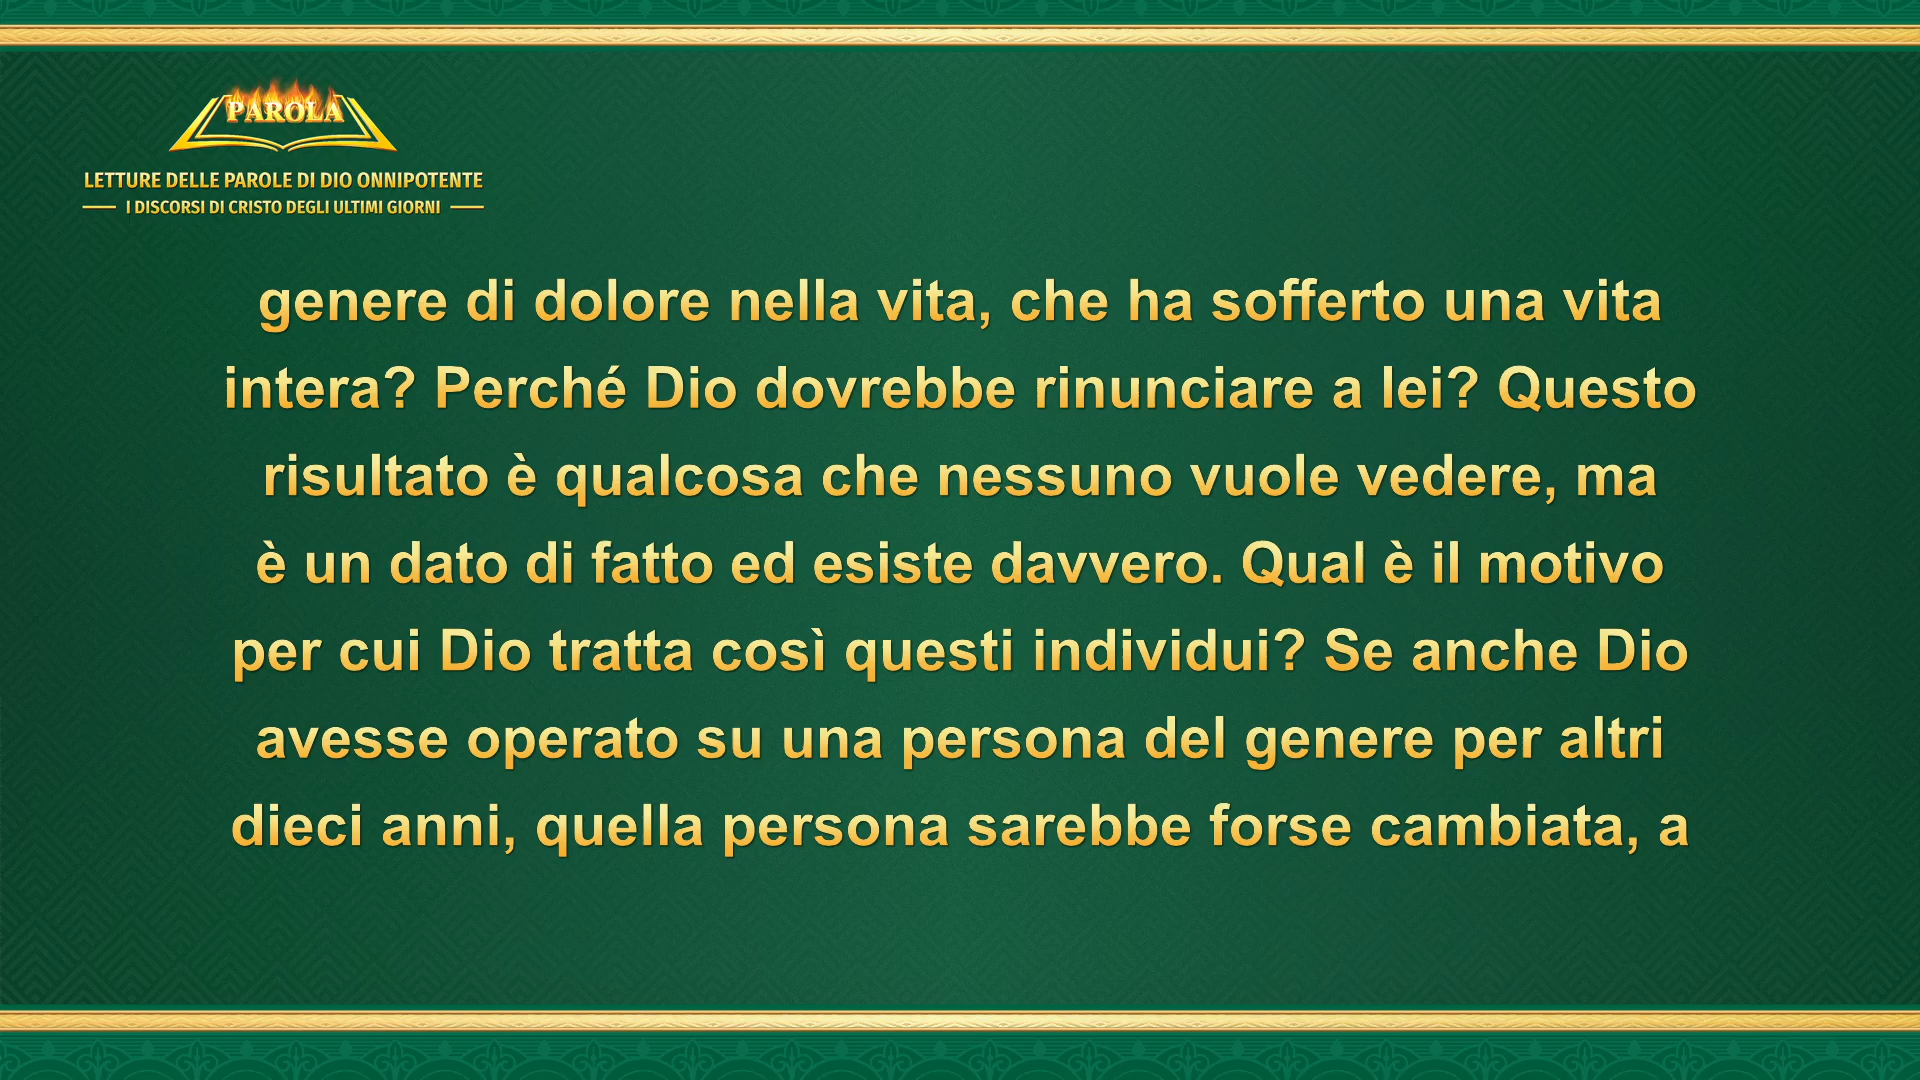 PAROLA
LETTURE DELLE PAROLE DI DIO ONNIPOTENTE
I DISCORSI DI CRISTO DEGLI ULTIMI GIORNI
genere di dolore nella vita, che ha sofferto una vita
intera? Perché Dio dovrebbe rinunciare a lei? Questo
risultato è qualcosa che nessuno vuole vedere, ma
è un dato di fatto ed esiste davvero. Qual è il motivo
per cui Dio tratta così questi individui? Se anche Dio
avesse operato su una persona del genere per altri
dieci anni, quella persona sarebbe forse cambiata, a